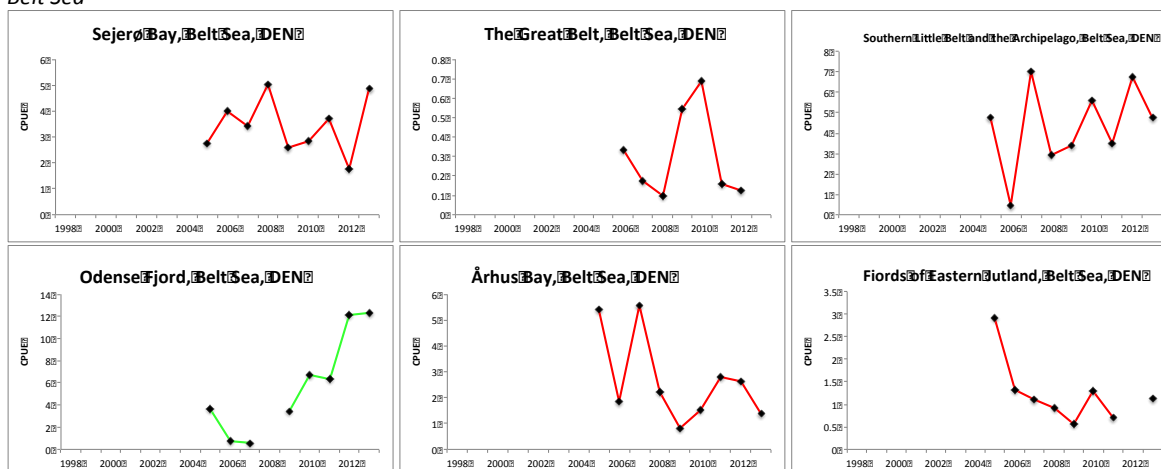 Belt Sea
Sejerø⍰Bay,⍰Belt⍰Sea,⍰DEN⍰
CPUE⍰
6⍰
5⍰
4⍰
3⍰
2⍰
1⍰
0⍰
1998⍰ 2000⍰ 2002⍰ 2004⍰ 2006⍰ 2008⍰ 2010⍰ 2012⍰
The⍰Great⍰Belt,⍰Belt⍰Sea,⍰DEN⍰
CPUE⍰
0.8⍰
0.7⍰
0.6⍰
0.5⍰
0.4⍰
0.3⍰
0.2⍰
0.1⍰
0⍰
1998⍰ 2000⍰ 2002⍰ 2004⍰ 2006⍰ 2008⍰ 2010⍰ 2012⍰
Southern⍰Little⍰Belt⍰and⍰the⍰Archipelago,⍰Belt⍰Sea,⍰DEN⍰
CPUE⍰
8⍰
7⍰
6⍰
5⍰
4⍰
3⍰
2⍰
1⍰
0⍰
1998⍰ 2000⍰ 2002⍰ 2004⍰ 2006⍰ 2008⍰ 2010⍰ 2012⍰
Odense⍰Fjord,⍰Belt⍰Sea,⍰DEN⍰
CPUE⍰
14⍰
12⍰
10⍰
8⍰
6⍰
4⍰
2⍰
0⍰
1998⍰ 2000⍰ 2002⍰ 2004⍰ 2006⍰ 2008⍰ 2010⍰ 2012⍰
Århus⍰Bay,⍰Belt⍰Sea,⍰DEN⍰
CPUE⍰
6⍰
5⍰
4⍰
3⍰
2⍰
1⍰
0⍰
1998⍰ 2000⍰ 2002⍰ 2004⍰ 2006⍰ 2008⍰ 2010⍰ 2012⍰
Fiords⍰of⍰Eastern⍰Jutland,⍰Belt⍰Sea,⍰DEN⍰
CPUE⍰
3.5⍰
3⍰
2.5⍰
2⍰
1.5⍰
1⍰
0.5⍰
0⍰
1998⍰ 2000⍰ 2002⍰ 2004⍰ 2006⍰ 2008⍰ 2010⍰ 2012⍰